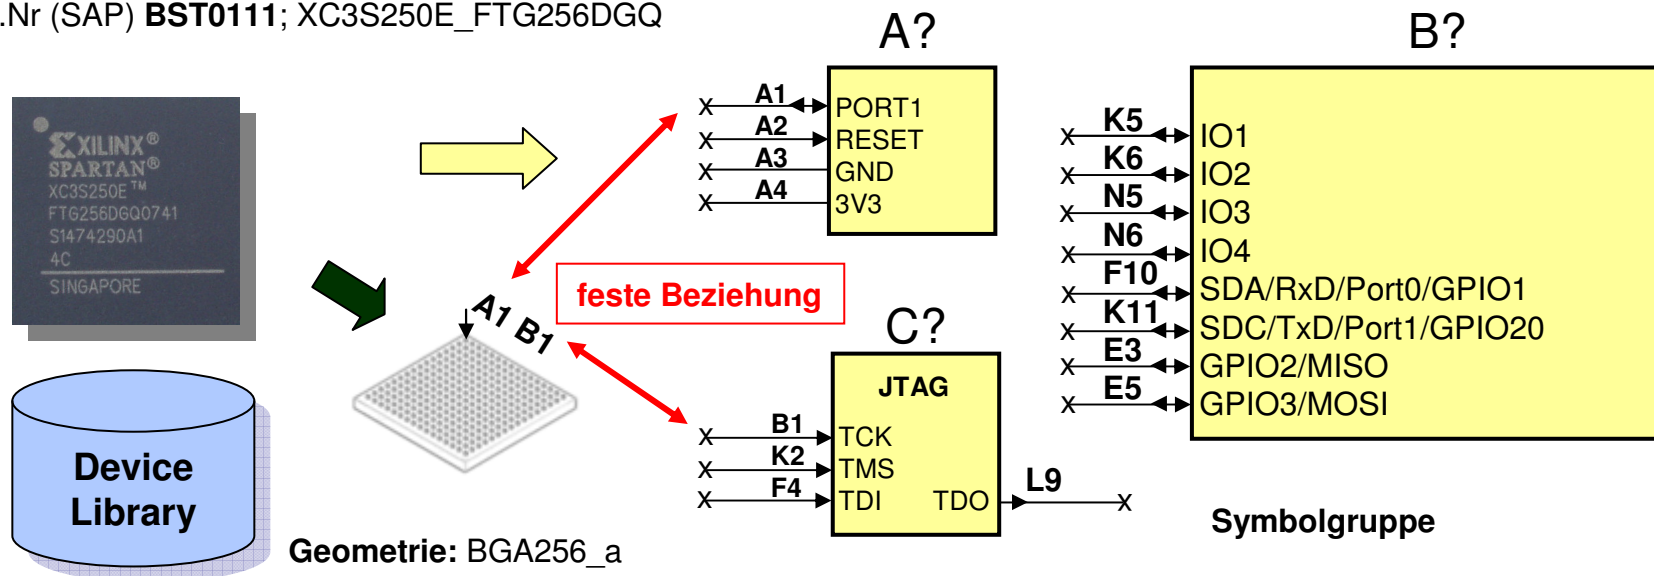 .Nr (SAP) BST0111; XC3S250E_FTG256DGQ
XILINX®
SPARTAN®
XC3S250E™
FTG256DGQ0741
S1474290A1
4C
SINGAPORE
Device
Library
Geometrie: BGA256_a
A1 B1
feste Beziehung
A?
X A1 PORT1
X A2 RESET
X A3 GND
X A4 3V3
C?
JTAG
X B1 TCK
X K2 TMS
X F4 TDI TDO L9 X
B?
X K5 IO1
X K6 IO2
X N5 IO3
X N6 IO4
X F10 SDA/RxD/Port0/GPIO1
X K11 SDC/TxD/Port1/GPIO20
X E3 GPIO2/MISO
X E5 GPIO3/MOSI
Symbolgruppe